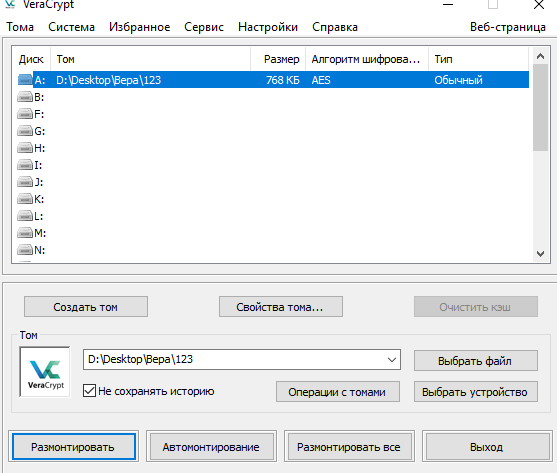 VeraCrypt
Тома Система Избранное Сервис Настройки Справка Веб-страница
Диск Том Размер Алгоритм шифрова... Тип
A: D:\Desktop\Вера\123 768 КБ AES Обычный
B:
F:
G:
H:
I:
J:
K:
L:
M:
N:
Создать том Свойства тома... Очистить кэш
Том
D:\Desktop\Вера\123 Выбрать файл
VeraCrypt
Не сохранять историю Операции с томами Выбрать устройство
Размонтировать Автомонтирование Размонтировать все Выход